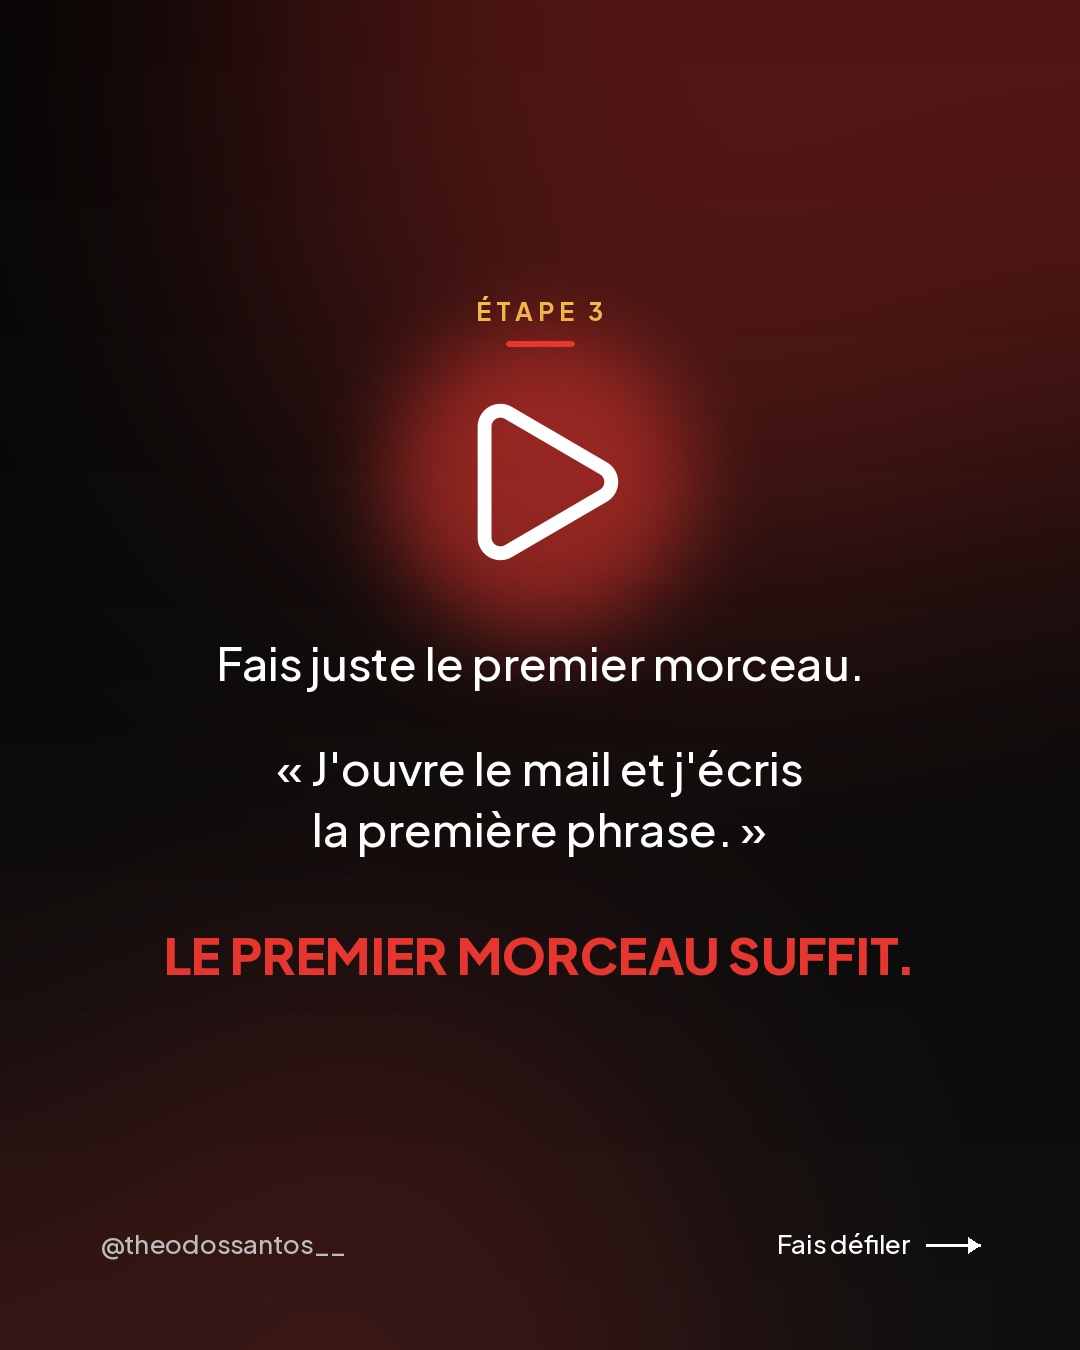 ÉTAPE 3
Fais juste le premier morceau.
« J'ouvre le mail et j'écris
la première phrase. »
LE PREMIER MORCEAU SUFFIT.
@theodossantos__
Fais défiler